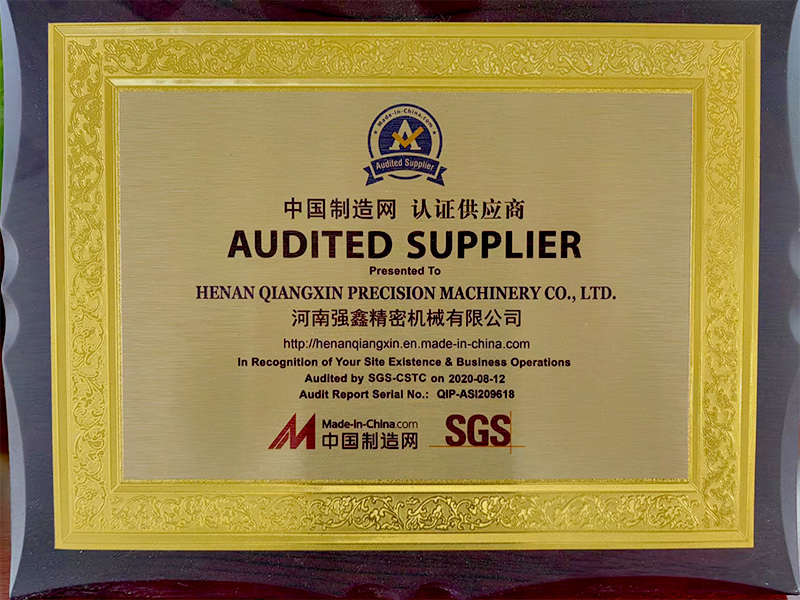 Made-in-China.com
A
Audited Supplier
中国制造网 认证供应商
AUDITED SUPPLIER
Presented To
HENAN QIANGXIN PRECISION MACHINERY CO., LTD.
河南强鑫精密机械有限公司
http://henanqiangxin.en.made-in-china.com
In Recognition of Your Site Existence & Business Operations
Audited by SGS-CSTC on 2020-08-12
Audit Report Serial No.: QIP-ASI209618
Made-in-China.com
中国制造网
SGS